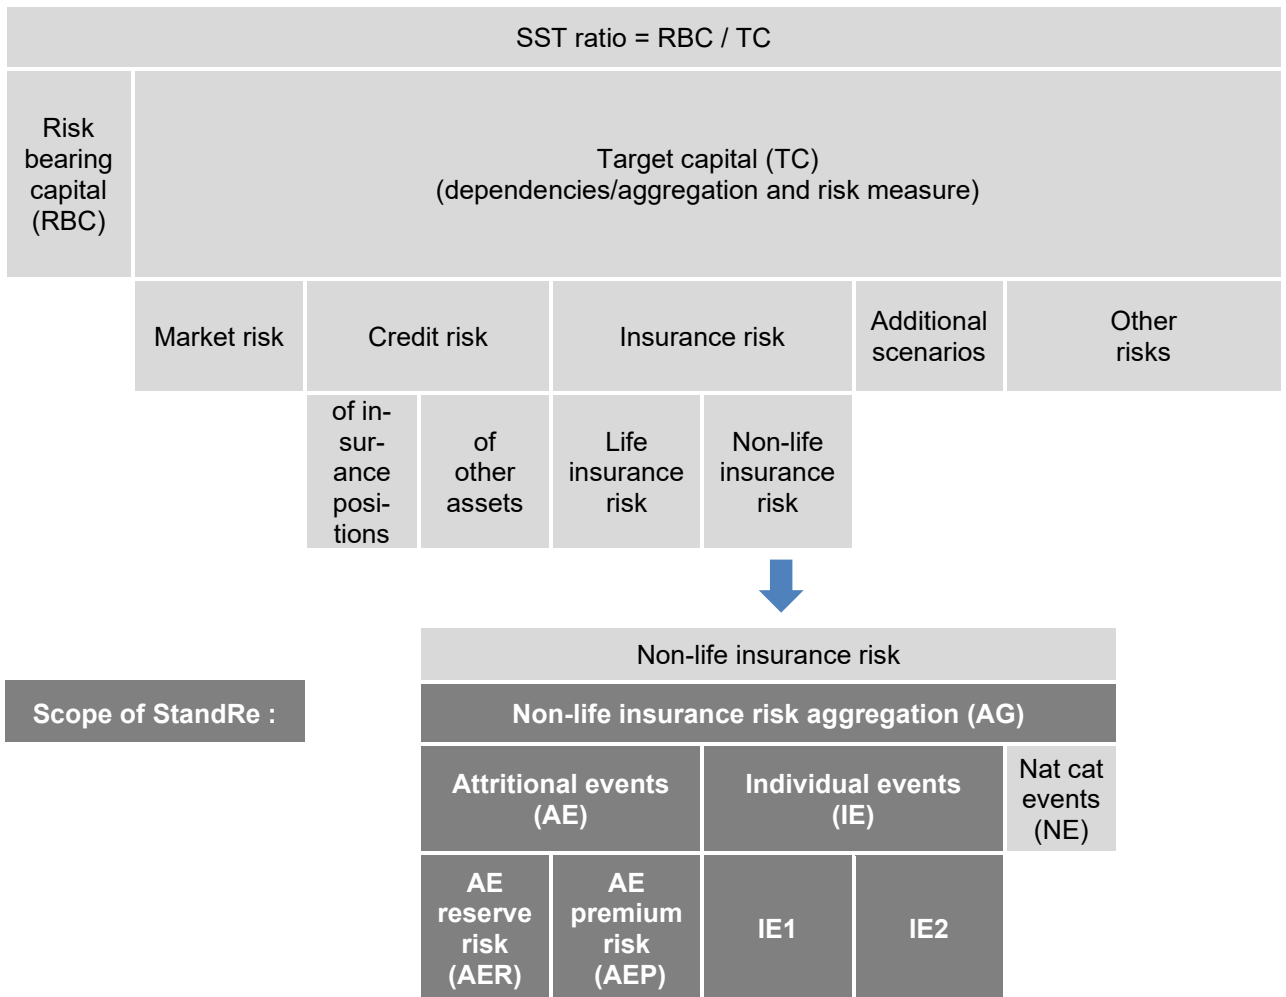 SST ratio = RBC / TC
Risk
bearing
capital
(RBC)
Target capital (TC)
(dependencies/aggregation and risk measure)
Market risk
Credit risk
Insurance risk
Additional
scenarios
Other
risks
of in-
sur-
ance
posi-
tions
of
other
assets
Life
insurance
risk
Non-life
insurance
risk
Non-life insurance risk
Scope of StandRe :
Non-life insurance risk aggregation (AG)
Attritional events
(AE)
Individual events
(IE)
Nat cat
events
(NE)
AE
reserve
risk
(AER)
AE
premium
risk
(AEP)
IE1
IE2